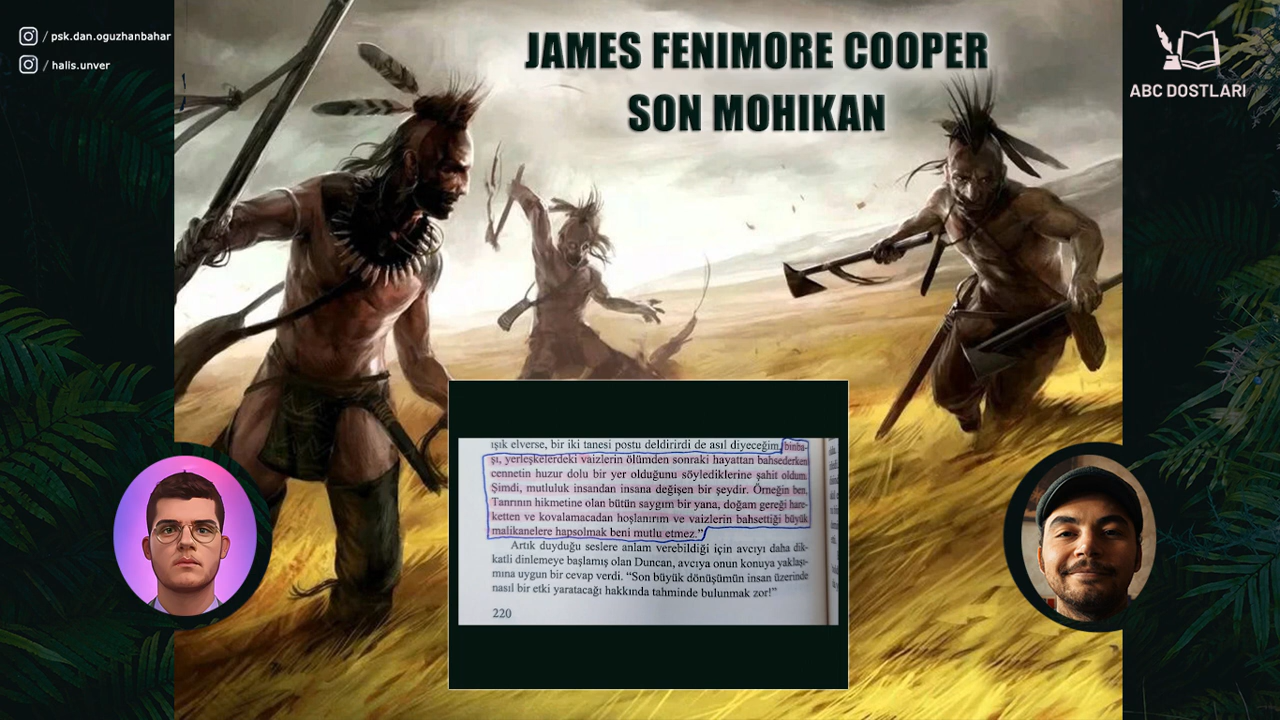 / psk.dan.oguzhanbahar
/ halis.unver
JAMES FENIMORE COOPER
SON MOHIKAN
ABC DOSTLARI
ışık elverse, bir iki tanesi postu deldirirdi de asıl diyeceğim, binba-
şı, yerleşkelerdeki vaizlerin ölümden sonraki hayattan bahsederken
cennetin huzur dolu bir yer olduğunu söylediklerine şahit oldum.
Şimdi, mutluluk insandan insana değişen bir şeydir. Örneğin ben,
Tanrının hikmetine olan bütün saygım bir yana, doğam gereği hare-
ketten ve kovalamacadan hoşlanırım ve vaizlerin bahsettiği büyük
malikanelere hapsolmak beni mutlu etmez."
Artık duyduğu seslere anlam verebildiği için avcıyı daha dik-
katli dinlemeye başlamış olan Duncan, avcıya onun konuya yaklaşı-
mına uygun bir cevap verdi. "Son büyük dönüşümün insan üzerinde
nasıl bir etki yaratacağı hakkında tahminde bulunmak zor!"
220